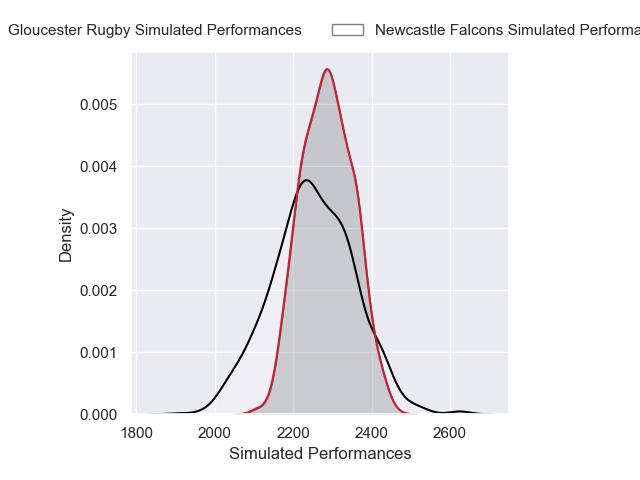 Gloucester Rugby Simulated Performances
Newcastle Falcons Simulated Performa
0.005
0.004
0.003
0.002
0.001
0.000
Density
1800
2000
2200
2400
2600
Simulated Performances